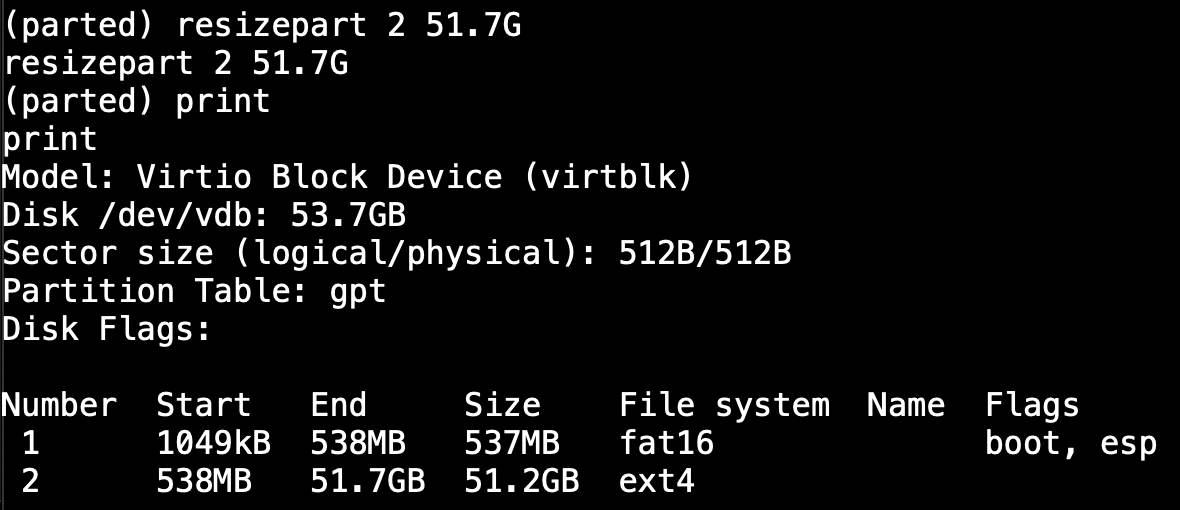 (parted) resizepart 2 51.7G
resizepart 2 51.7G
(parted) print
print
Model: Virtio Block Device (virtblk)
Disk /dev/vdb: 53.7GB
Sector size (logical/physical): 512B/512B
Partition Table: gpt
Disk Flags:

Number  Start   End     Size    File system  Name  Flags
 1      1049kB  538MB   537MB   fat16              boot, esp
 2      538MB   51.7GB  51.2GB  ext4